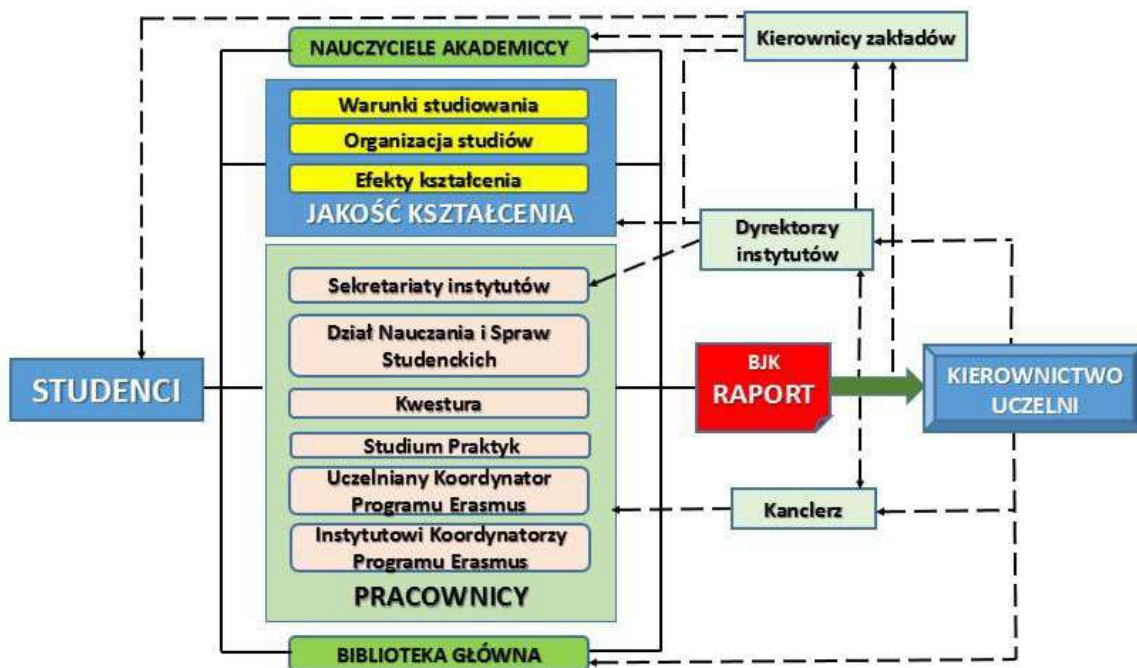 NAUCZYCIELE AKADEMICCY
Kierownicy zakładów
Warunki studiowania
Organizacja studiów
Efekty kształcenia
JAKOŚĆ KSZTAŁCENIA
Dyrektorzy
instytutów
Sekretariaty instytutów
Dział Nauczania i Spraw
Studenckich
STUDENCI
Kwestura
BJK
RAPORT
KIEROWNICTWO
UCZELNI
Studium Praktyk
Uczelniany Koordynator
Programu Erasmus
Kanclerz
Instytutowi Koordynatorzy
Programu Erasmus
PRACOWNICY
BIBLIOTEKA GŁÓWNA